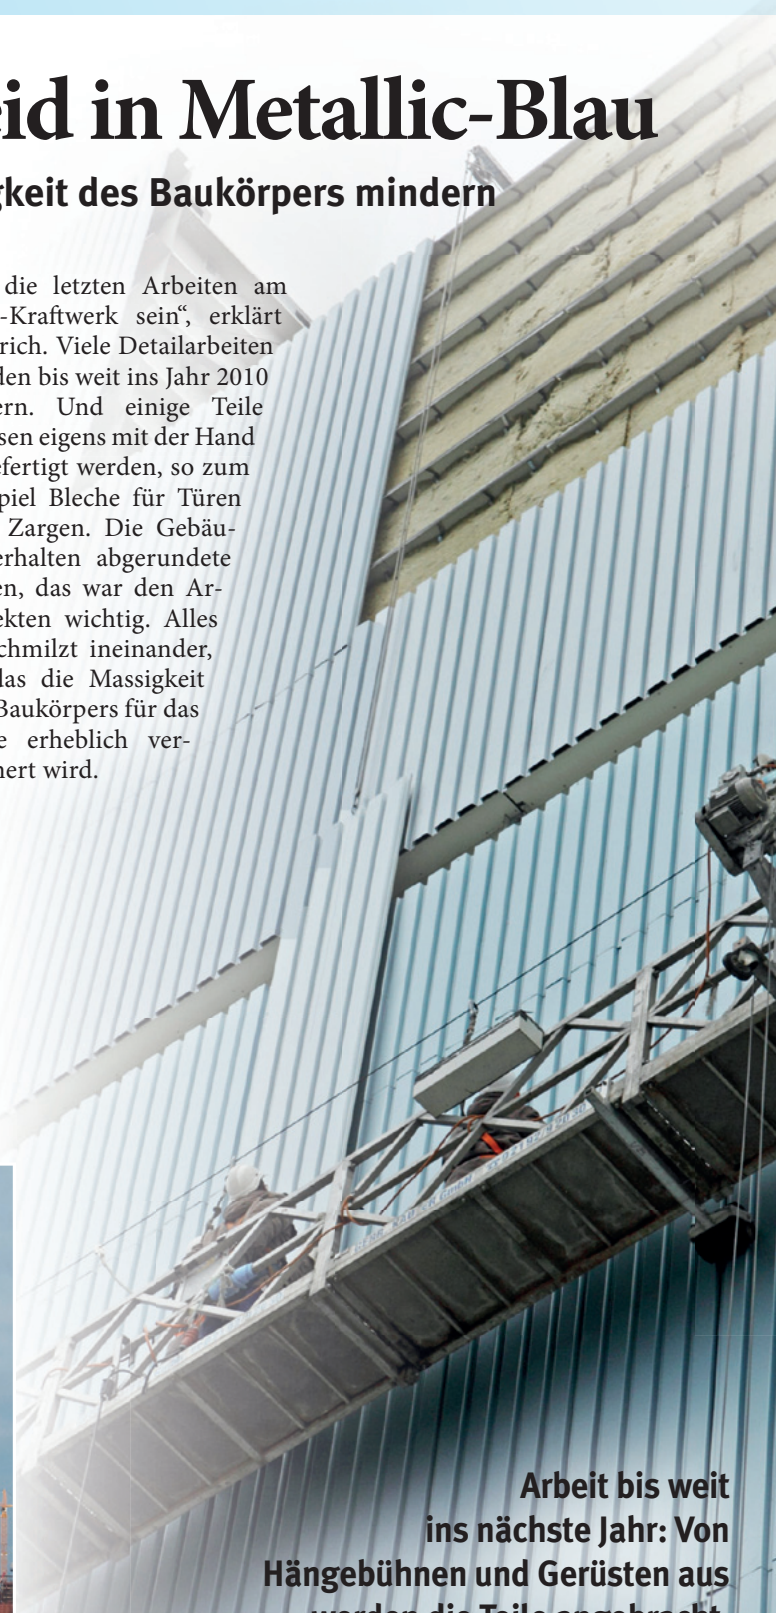 eid in Metallic-Blau
gkeit des Baukörpers mindern
die letzten Arbeiten am
-Kraftwerk sein“, erklärt
rich. Viele Detailarbeiten
den bis weit ins Jahr 2010
ern. Und einige Teile
sen eigens mit der Hand
efertigt werden, so zum
piel Bleche für Türen
Zargen. Die Gebäu-
erhalten abgerundete
en, das war den Ar-
ekten wichtig. Alles
chmilzt ineinander,
das die Massigkeit
Baukörpers für das
e erheblich ver-
nert wird.
Arbeit bis weit
ins nächste Jahr: Von
Hängebühnen und Gerüsten aus
werden die Teile angebracht.